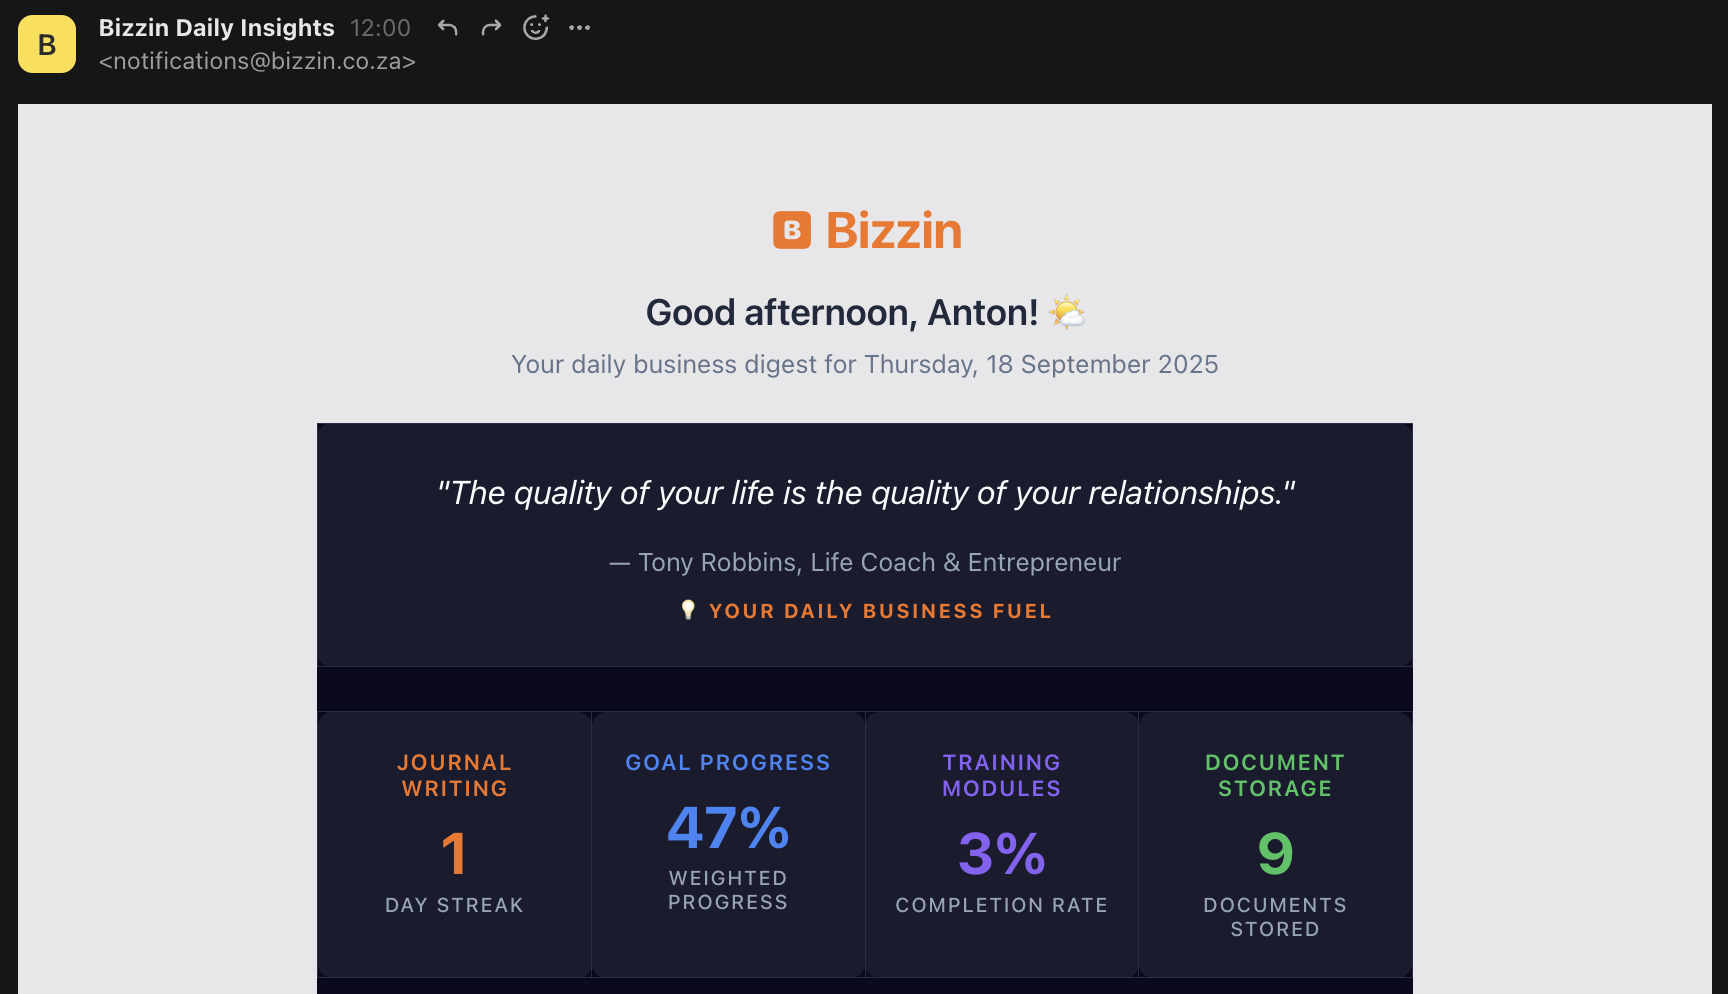 B
Bizzin Daily Insights 12:00
<notifications@bizzin.co.za>
B Bizzin
Good afternoon, Anton! 🌤️
Your daily business digest for Thursday, 18 September 2025
"The quality of your life is the quality of your relationships."
— Tony Robbins, Life Coach & Entrepreneur
💡 YOUR DAILY BUSINESS FUEL
JOURNAL
WRITING
1
DAY STREAK
GOAL PROGRESS
47%
WEIGHTED
PROGRESS
TRAINING
MODULES
3%
COMPLETION RATE
DOCUMENT
STORAGE
9
DOCUMENTS
STORED